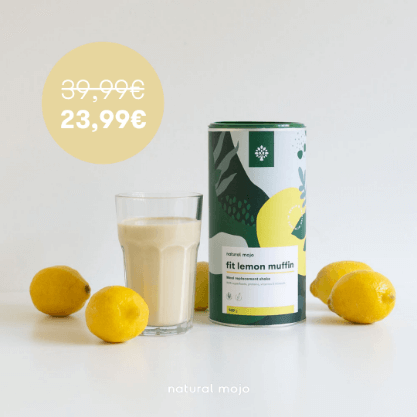 39,99€
23,99€
natural mojo
fit lemon muffin
meal replacement shake
natural mojo